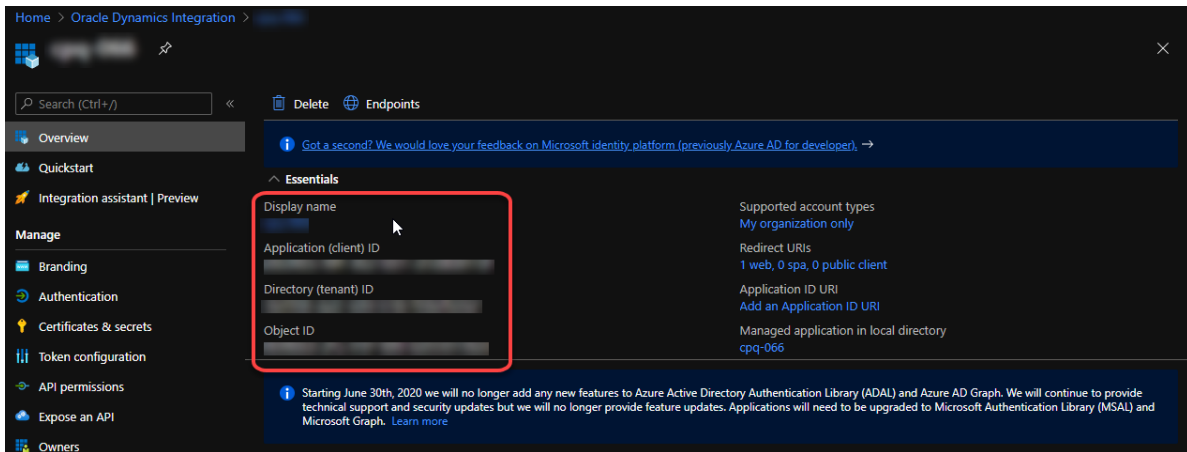 Home > Oracle Dynamics Integration >
Search (Ctrl+/)
«
Delete
Endpoints
Overview
Quickstart
Integration assistant | Preview
Manage
Branding
Authentication
Certificates & secrets
Token configuration
API permissions
Expose an API
Owners
Got a second? We would love your feedback on Microsoft identity platform (previously Azure AD for developer). →
Essentials
Display name
Application (client) ID
Directory (tenant) ID
Object ID
Supported account types
My organization only
Redirect URIs
1 web, 0 spa, 0 public client
Application ID URI
Add an Application ID URI
Managed application in local directory
cpq-066
Starting June 30th, 2020 we will no longer add any new features to Azure Active Directory Authentication Library (ADAL) and Azure AD Graph. We will continue to provide
technical support and security updates but we will no longer provide feature updates. Applications will need to be upgraded to Microsoft Authentication Library (MSAL) and
Microsoft Graph. Learn more